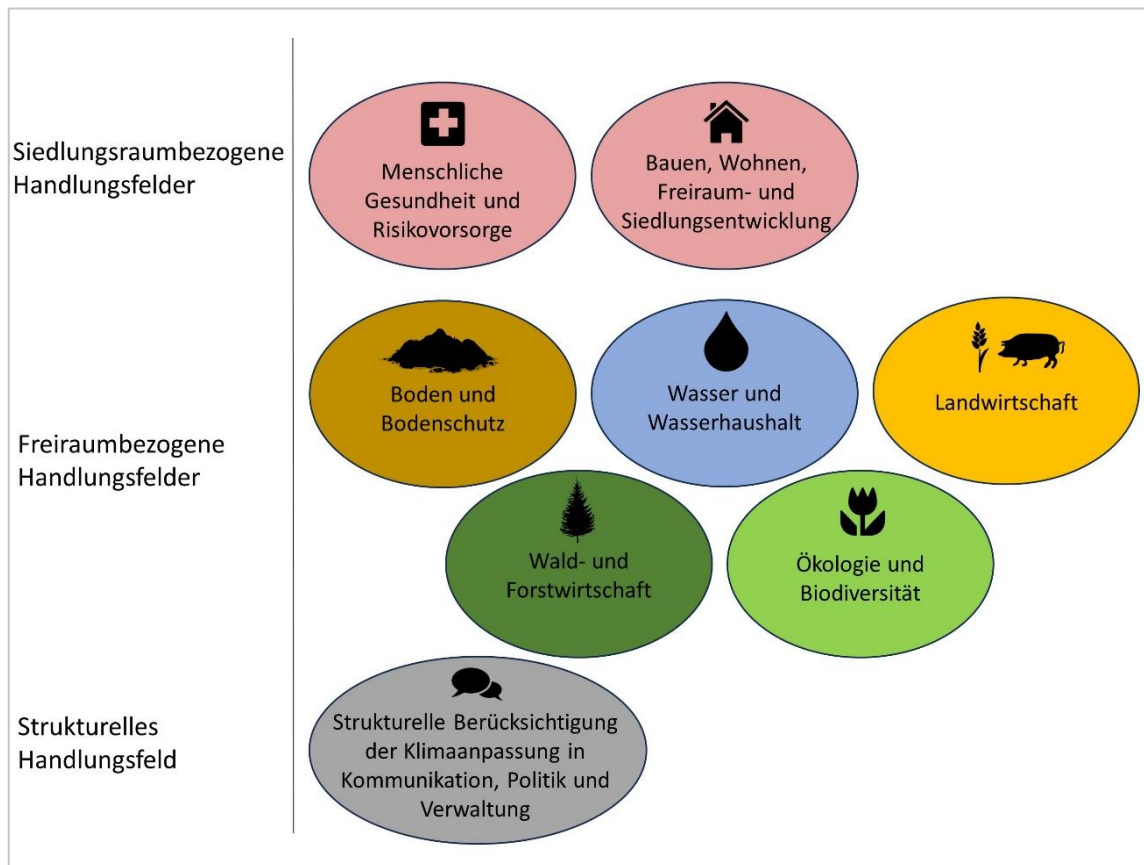 Siedlungsraumbezogene
Handlungsfelder
Menschliche
Gesundheit und
Risikovorsorge
Bauen, Wohnen,
Freiraum- und
Siedlungsentwicklung
Freiraumbezogene
Handlungsfelder
Boden und
Bodenschutz
Wasser und
Wasserhaushalt
Landwirtschaft
Wald- und
Forstwirtschaft
Ökologie und
Biodiversität
Strukturelles
Handlungsfeld
Strukturelle Berücksichtigung
der Klimaanpassung in
Kommunikation, Politik und
Verwaltung